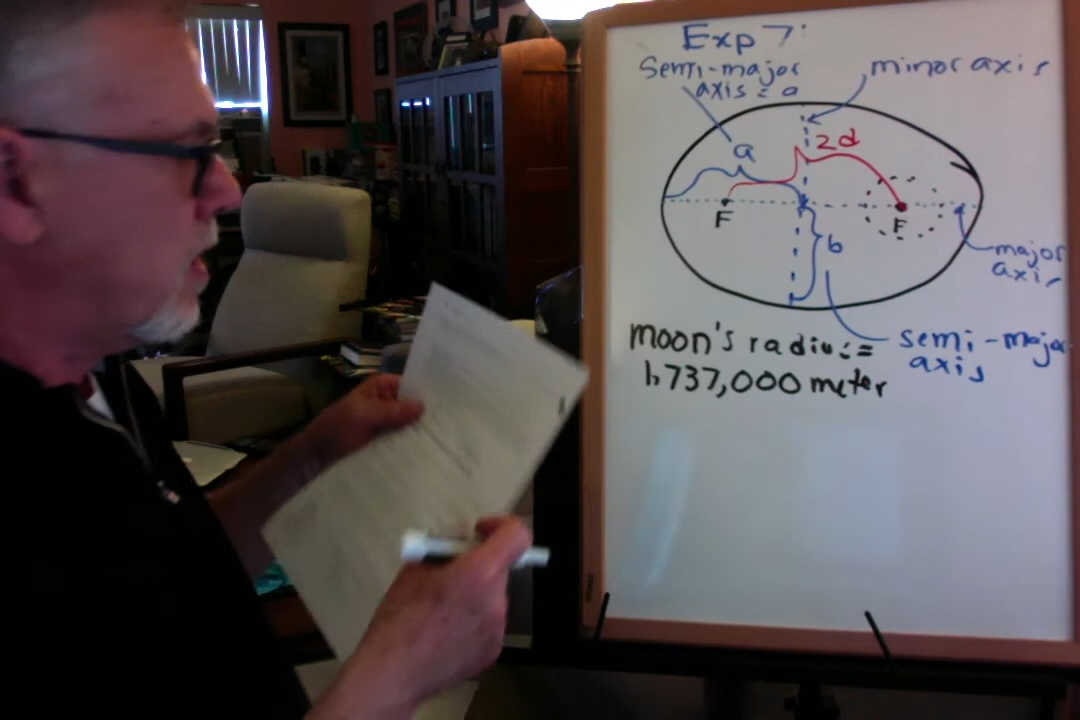 Exp 7:
Semi-major
axis = a
minor axis
a
2d
F
F
b
major
axis
semi-major
axis
moon's radius =
1,737,000 meter